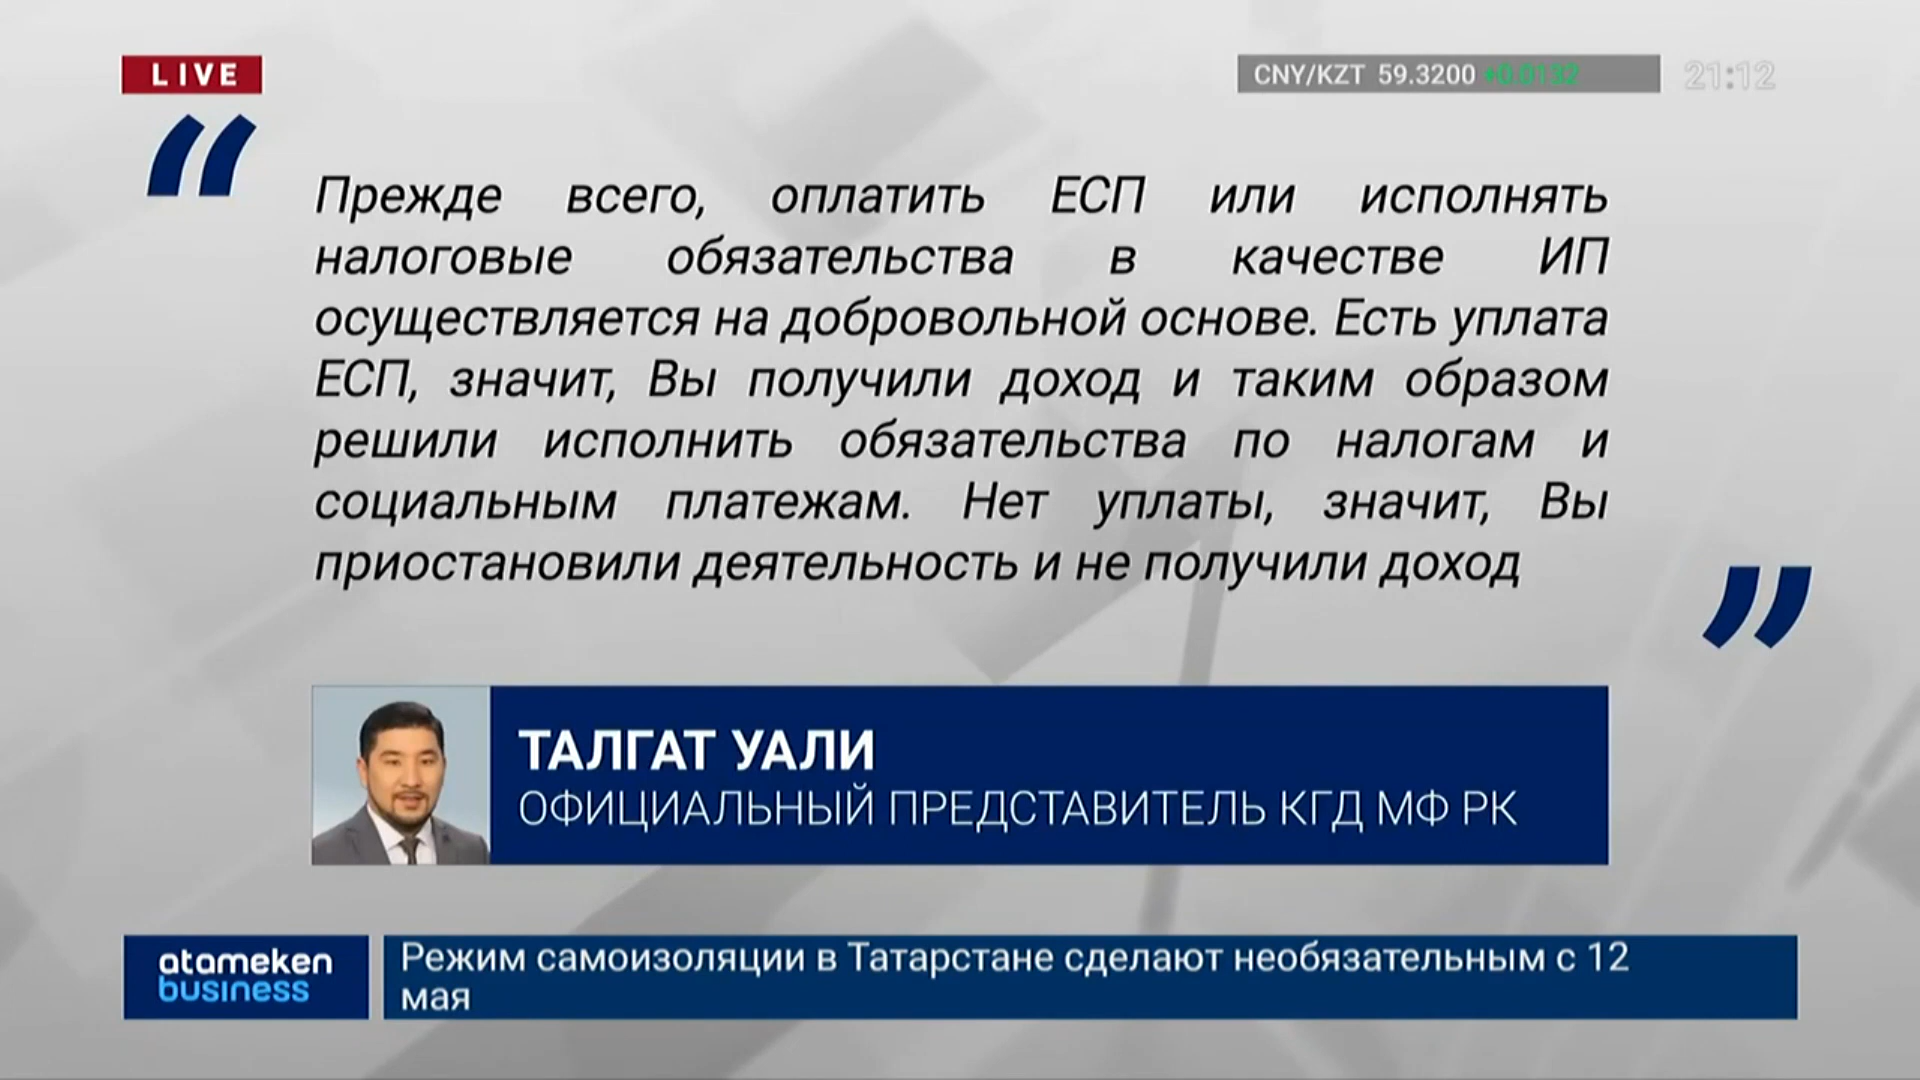 LIVE
CNY/KZT 59.3200 +0.0132
21:12
“
Прежде всего, оплатить ЕСП или исполнять
налоговые обязательства в качестве ИП
осуществляется на добровольной основе. Есть уплата
ЕСП, значит, Вы получили доход и таким образом
решили исполнить обязательства по налогам и
социальным платежам. Нет уплаты, значит, Вы
приостановили деятельность и не получили доход
”
ТАЛГАТ УАЛИ
ОФИЦИАЛЬНЫЙ ПРЕДСТАВИТЕЛЬ КГД МФ РК
atameken
business
Режим самоизоляции в Татарстане сделают необязательным с 12
мая